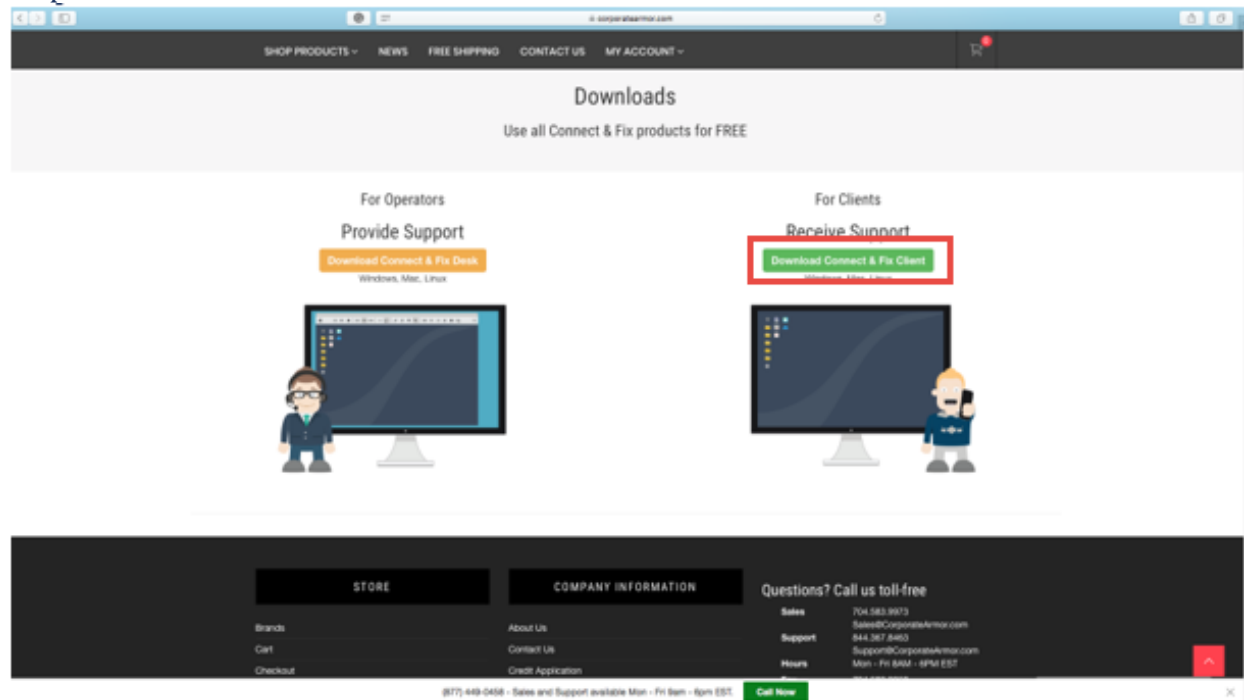 corporatearmor.com
SHOP PRODUCTS NEWS FREE SHIPPING CONTACT US MY ACCOUNT
Downloads
Use all Connect & Fix products for FREE
For Operators
Provide Support
Download Connect & Fix Desk
Windows, Mac, Linux
For Clients
Receive Support
Download Connect & Fix Client
Windows, Mac, Linux
STORE
Brands
Cart
Checkout
COMPANY INFORMATION
About Us
Contact Us
Credit Application
Questions? Call us toll-free
Sales 704.583.9973
Sales@CorporateArmor.com
Support 844.367.8463
Support@CorporateArmor.com
Hours Mon - Fri 8AM - 6PM EST
(877) 449-0458 - Sales and Support available Mon - Fri 9am - 6pm EST. Call Now